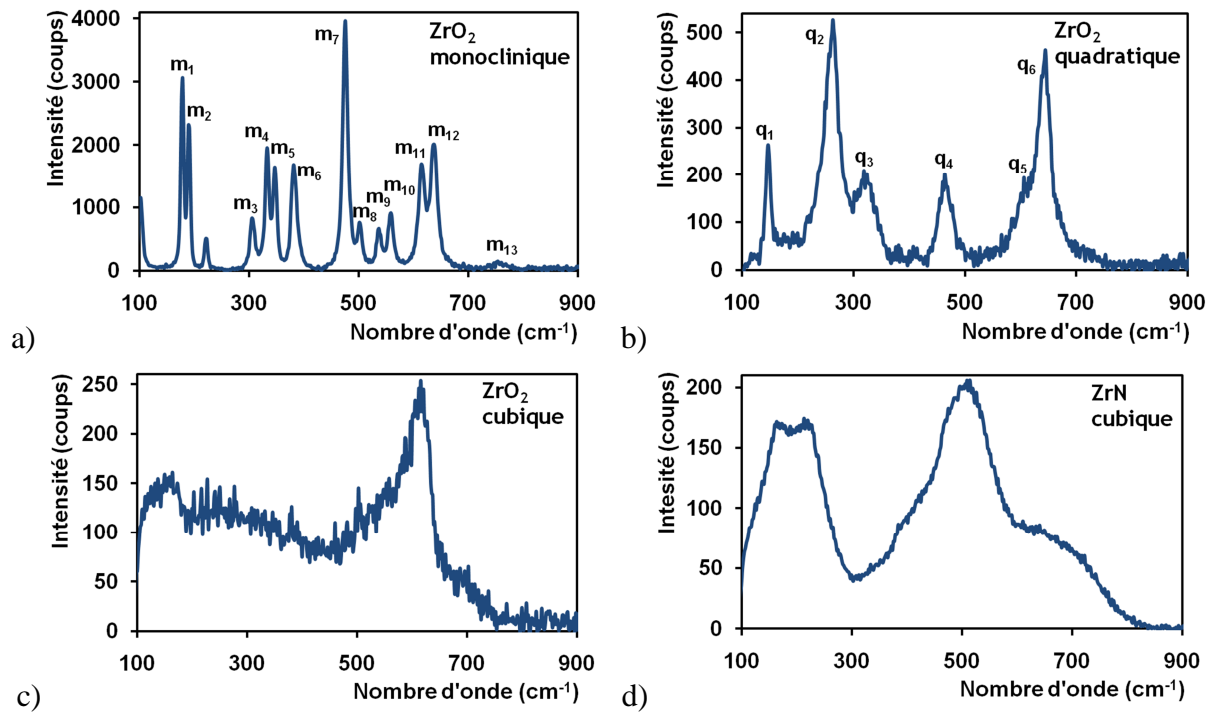 ZrO₂
monoclinique
Intensité (coups)
4000
3000
2000
1000
0
m₁
m₂
m₃
m₄
m₅
m₆
m₇
m₈
m₉
m₁₀
m₁₁
m₁₂
m₁₃
100 300 500 700 900
Nombre d'onde (cm⁻¹)
a)
ZrO₂
quadratique
Intensité (coups)
500
400
300
200
100
0
q₁
q₂
q₃
q₄
q₅
q₆
100 300 500 700 900
Nombre d'onde (cm⁻¹)
b)
ZrO₂
cubique
Intensité (coups)
250
200
150
100
50
0
100 300 500 700 900
Nombre d'onde (cm⁻¹)
c)
ZrN
cubique
Intesité (coups)
200
150
100
50
0
100 300 500 700 900
Nombre d'onde (cm⁻¹)
d)